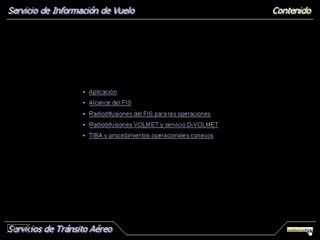 Servicio de Información de Vuelo
Contenido
• Aplicación
• Alcance del FIS
• Radiodifusiones del FIS para las operaciones
• Radiodifusiones VOLMET y servicio D-VOLMET
• TIBA y procedimientos operacionales conexos
Servicios de Tránsito Aéreo